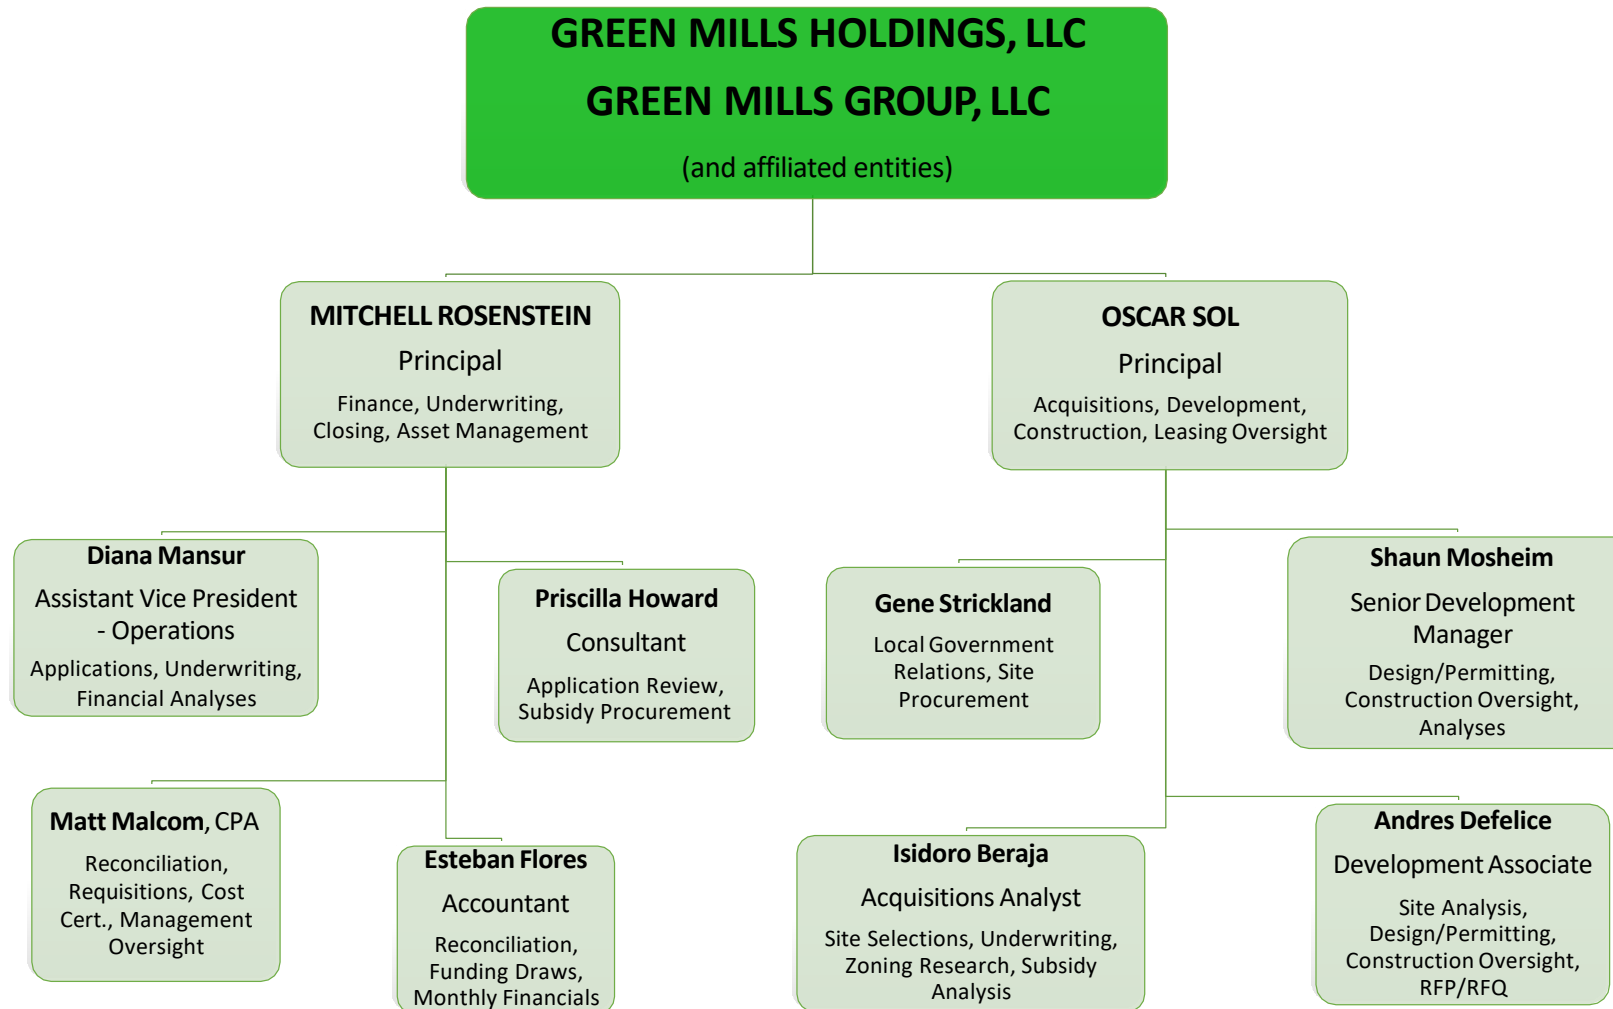 GREEN MILLS HOLDINGS, LLC
GREEN MILLS GROUP, LLC
(and affiliated entities)
MITCHELL ROSENSTEIN
Principal
Finance, Underwriting,
Closing, Asset Management
OSCAR SOL
Principal
Acquisitions, Development,
Construction, Leasing Oversight
Diana Mansur
Assistant Vice President
- Operations
Applications, Underwriting,
Financial Analyses
Priscilla Howard
Consultant
Application Review,
Subsidy Procurement
Gene Strickland
Local Government
Relations, Site
Procurement
Shaun Mosheim
Senior Development
Manager
Design/Permitting,
Construction Oversight,
Analyses
Matt Malcom, CPA
Reconciliation,
Requisitions, Cost
Cert., Management
Oversight
Esteban Flores
Accountant
Reconciliation,
Funding Draws,
Monthly Financials
Isidoro Beraja
Acquisitions Analyst
Site Selections, Underwriting,
Zoning Research, Subsidy
Analysis
Andres Defelice
Development Associate
Site Analysis,
Design/Permitting,
Construction Oversight,
RFP/RFQ